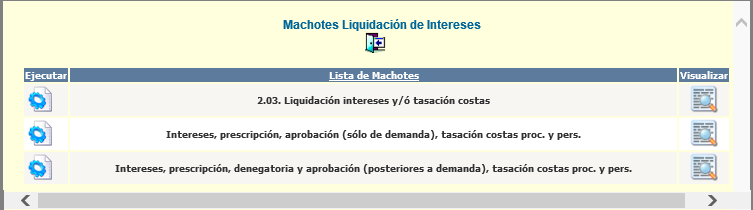 Machotes Liquidación de Intereses
Ejecutar Lista de Machotes Visualizar
2.03. Liquidación intereses y/ó tasación costas
Intereses, prescripción, aprobación (sólo de demanda), tasación costas proc. y pers.
Intereses, prescripción, denegatoria y aprobación (posteriores a demanda), tasación costas proc. y pers.